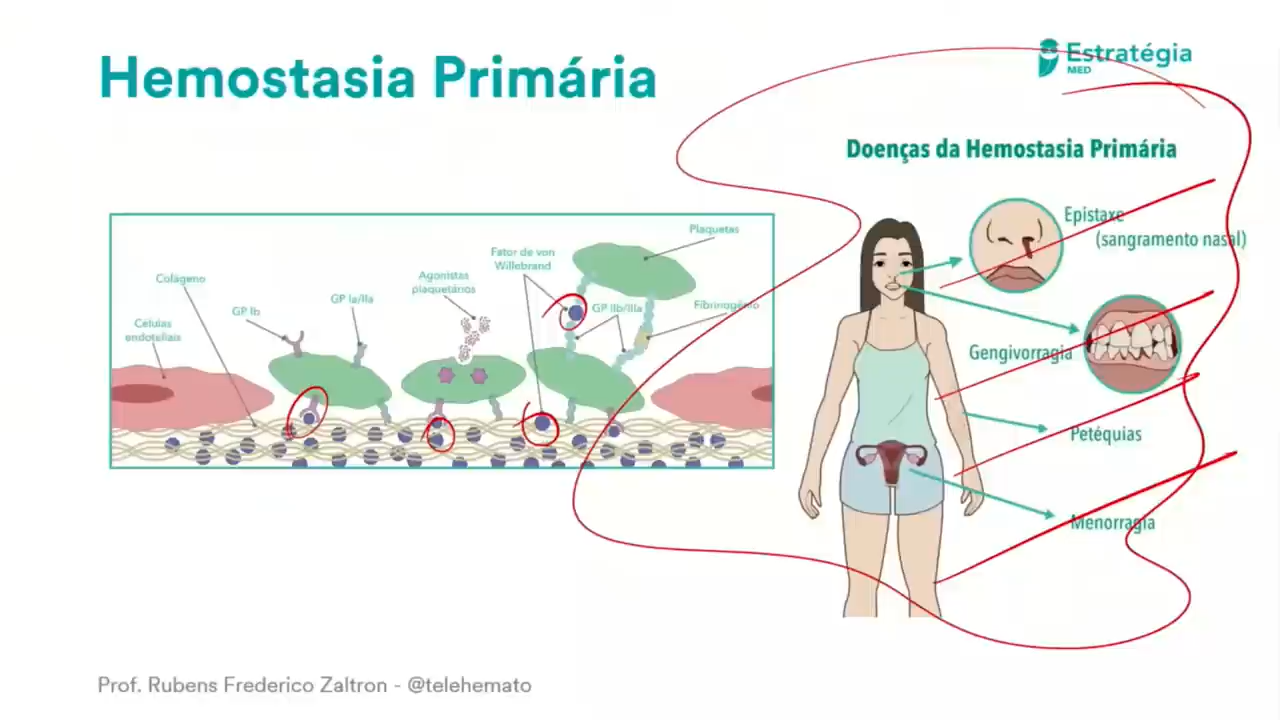 Hemostasia Primária
Estratégia
MED
Doenças da Hemostasia Primária
Colágeno
Células
endoteliais
GP Ib
GP Ia/IIa
Agonistas
plaquetários
Fator de von
Willebrand
GP IIb/IIIa
Plaquetas
Fibrinogênio
Epistaxe
(sangramento nasal)
Gengivorragia
Petéquias
Menorragia
Prof. Rubens Frederico Zaltron - @telehemato